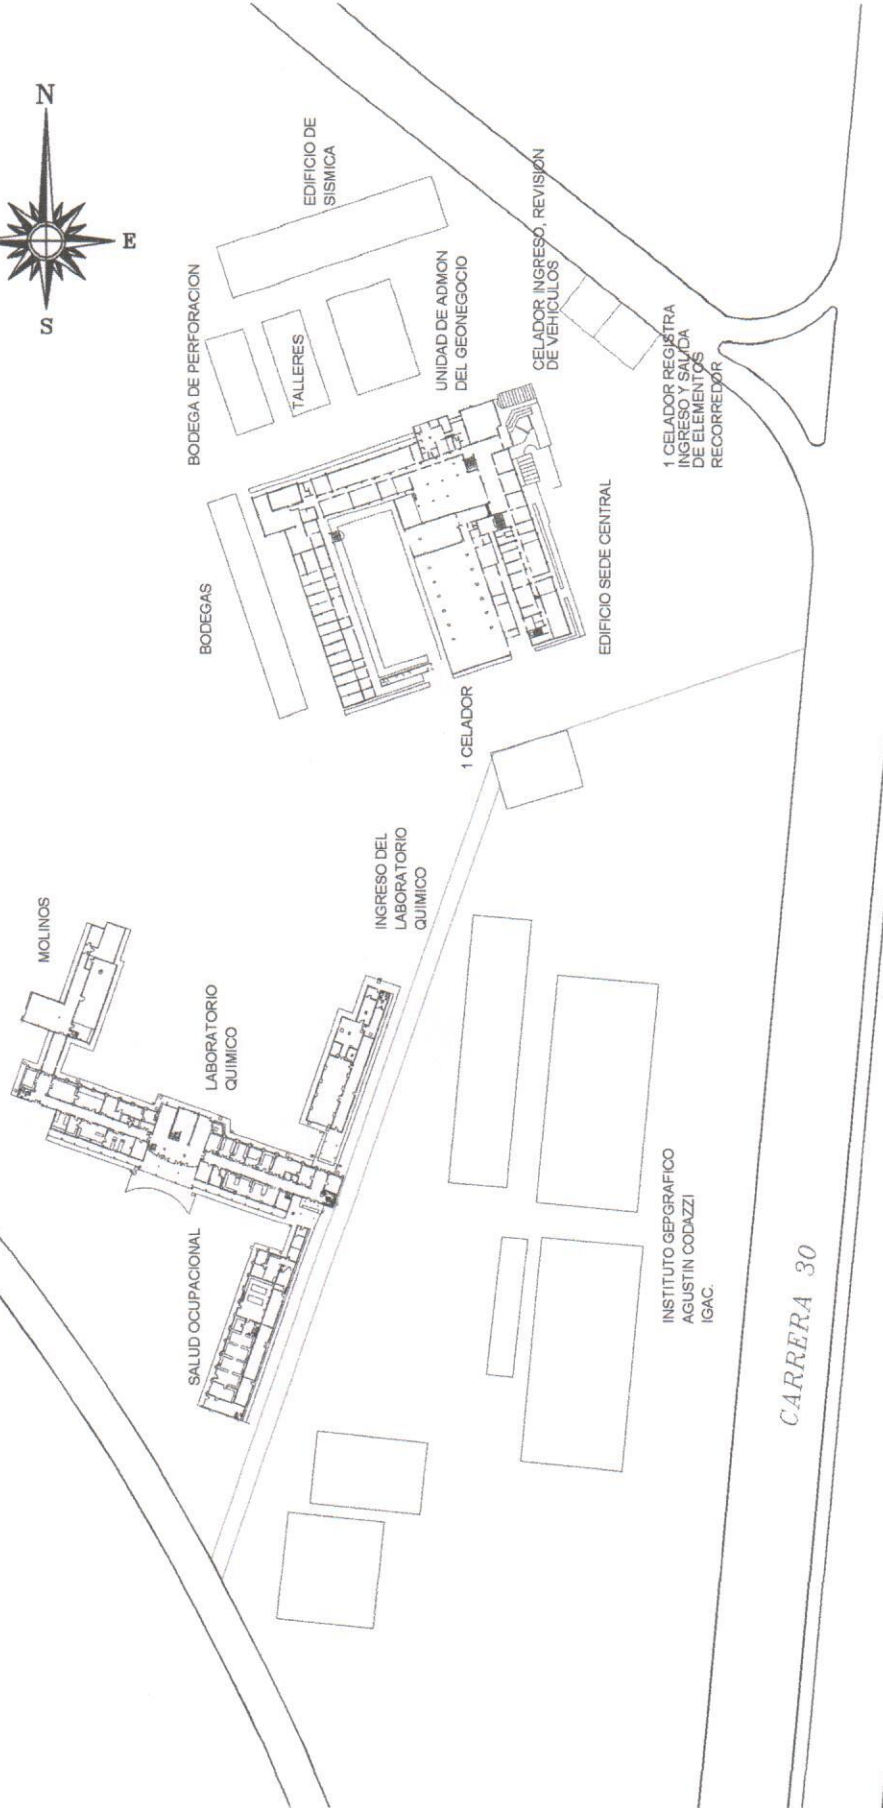 N
E
S
EDIFICIO DE
SISMICA
BODEGA DE PERFORACION
TALLERES
UNIDAD DE ADMON
DEL GEONEGOCIO
CELADOR INGRESO, REVISION
DE VEHICULOS
1 CELADOR REGISTRA
INGRESO Y SALIDA
DE ELEMENTOS
RECORREDOR
BODEGAS
EDIFICIO SEDE CENTRAL
1 CELADOR
MOLINOS
INGRESO DEL
LABORATORIO
QUIMICO
LABORATORIO
QUIMICO
SALUD OCUPACIONAL
INSTITUTO GEPGRAFICO
AGUSTIN CODAZZI
IGAC.
CARRERA 30